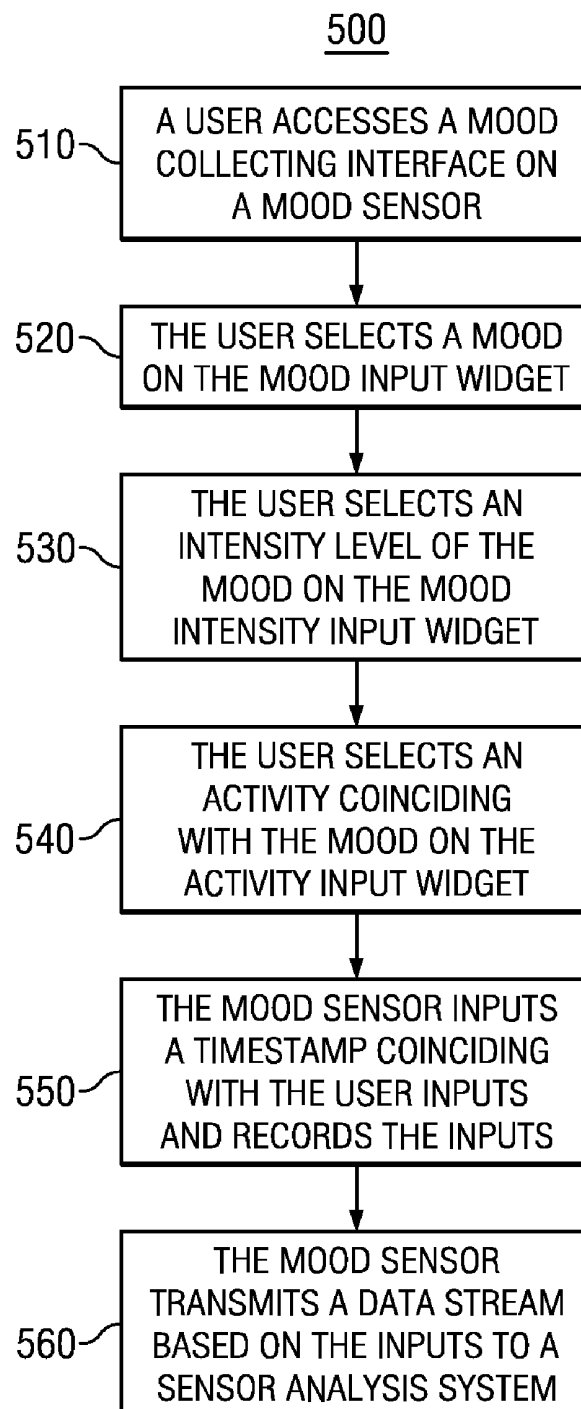 500
510
A USER ACCESSES A MOOD
COLLECTING INTERFACE ON
A MOOD SENSOR
520
THE USER SELECTS A MOOD
ON THE MOOD INPUT WIDGET
530
THE USER SELECTS AN
INTENSITY LEVEL OF THE
MOOD ON THE MOOD
INTENSITY INPUT WIDGET
540
THE USER SELECTS AN
ACTIVITY COINCIDING
WITH THE MOOD ON THE
ACTIVITY INPUT WIDGET
550
THE MOOD SENSOR INPUTS
A TIMESTAMP COINCIDING
WITH THE USER INPUTS
AND RECORDS THE INPUTS
560
THE MOOD SENSOR
TRANSMITS A DATA STREAM
BASED ON THE INPUTS TO A
SENSOR ANALYSIS SYSTEM